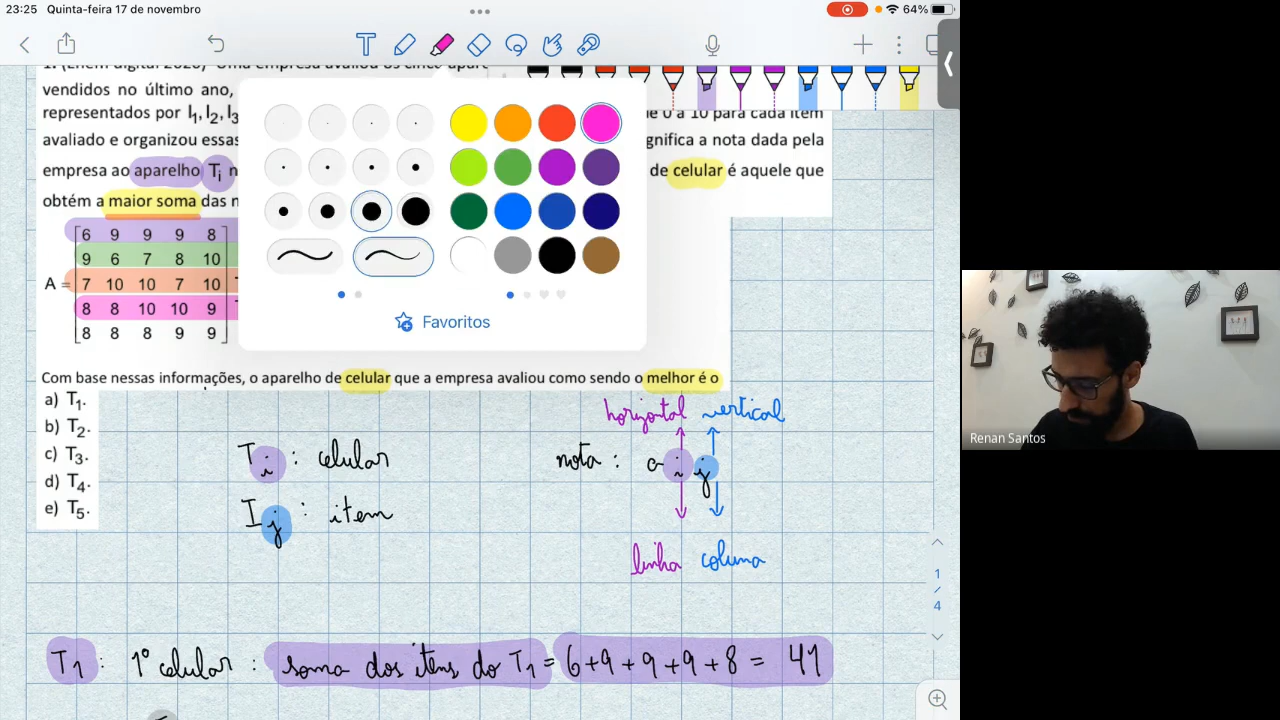 23:25 Quinta-feira 17 de novembro
64%
1. (Enem digital 2020) Uma empresa avaliou os cinco apare
vendidos no último ano,
representados por I1, I2, I3
de 0 a 10 para cada item
avaliado e organizou essas
gnifica a nota dada pela
empresa ao aparelho Ti n
de celular é aquele que
obtém a maior soma das n
A =
6 9 9 9 8
9 6 7 8 10
7 10 10 7 10
8 8 10 10 9
8 8 8 9 9
Favoritos
Com base nessas informações, o aparelho de celular que a empresa avaliou como sendo o melhor é o
a) T1.
b) T2.
c) T3.
d) T4.
e) T5.
Ti : celular
Ij : item
horizontal vertical
nota : aij
linha coluna
1
/
4
T1 : 1º celular : soma dos itens do T1 = 6+9+9+9+8 = 41
Renan Santos